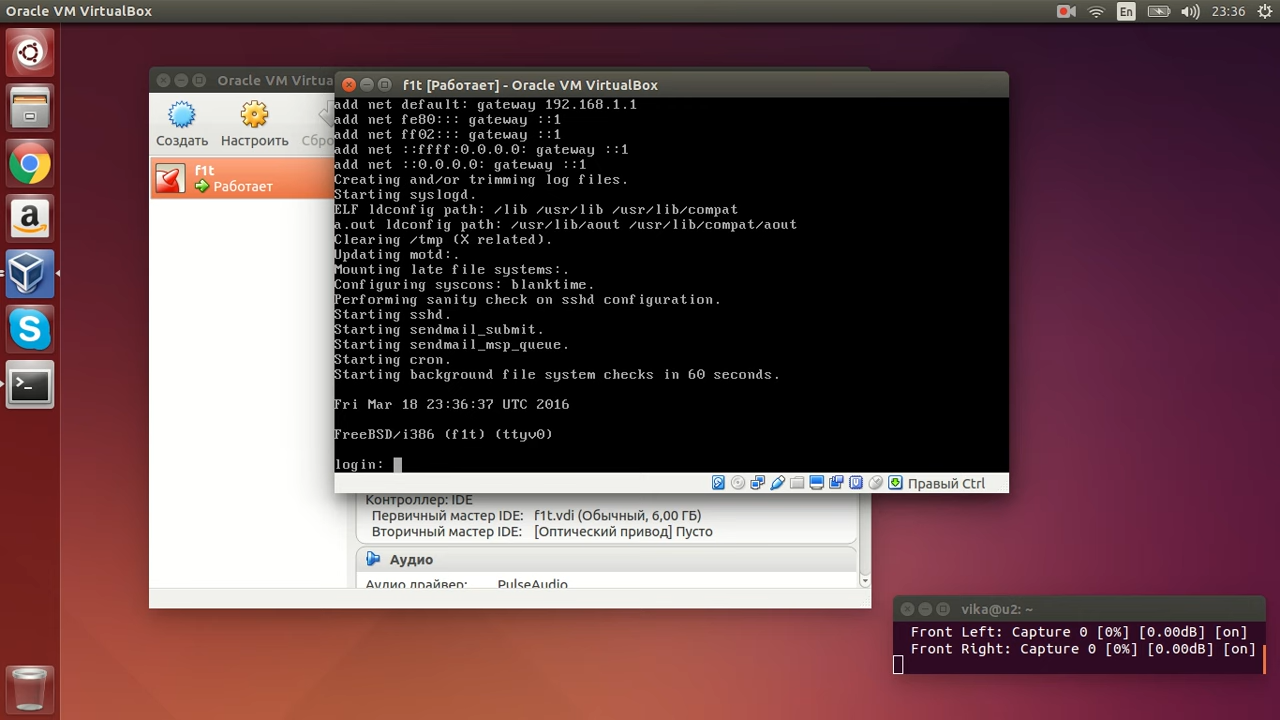 Oracle VM VirtualBox
En
23:36
Oracle VM Virtua
Создать
Настроить
Сбро
f1t
Работает
f1t [Работает] - Oracle VM VirtualBox
add net default: gateway 192.168.1.1
add net fe80::: gateway ::1
add net ff02::: gateway ::1
add net ::ffff:0.0.0.0: gateway ::1
add net ::0.0.0.0: gateway ::1
Creating and/or trimming log files.
Starting syslogd.
ELF ldconfig path: /lib /usr/lib /usr/lib/compat
a.out ldconfig path: /usr/lib/aout /usr/lib/compat/aout
Clearing /tmp (X related).
Updating motd:.
Mounting late file systems:.
Configuring syscons: blanktime.
Performing sanity check on sshd configuration.
Starting sshd.
Starting sendmail_submit.
Starting sendmail_msp_queue.
Starting cron.
Starting background file system checks in 60 seconds.
Fri Mar 18 23:36:37 UTC 2016
FreeBSD/i386 (f1t) (ttyv0)
login:
Правый Ctrl
Контроллер: IDE
Первичный мастер IDE: f1t.vdi (Обычный, 6,00 ГБ)
Вторичный мастер IDE: [Оптический привод] Пусто
Аудио
Аудио драйвер: PulseAudio
vika@u2: ~
Front Left: Capture 0 [0%] [0.00dB] [on]
Front Right: Capture 0 [0%] [0.00dB] [on]